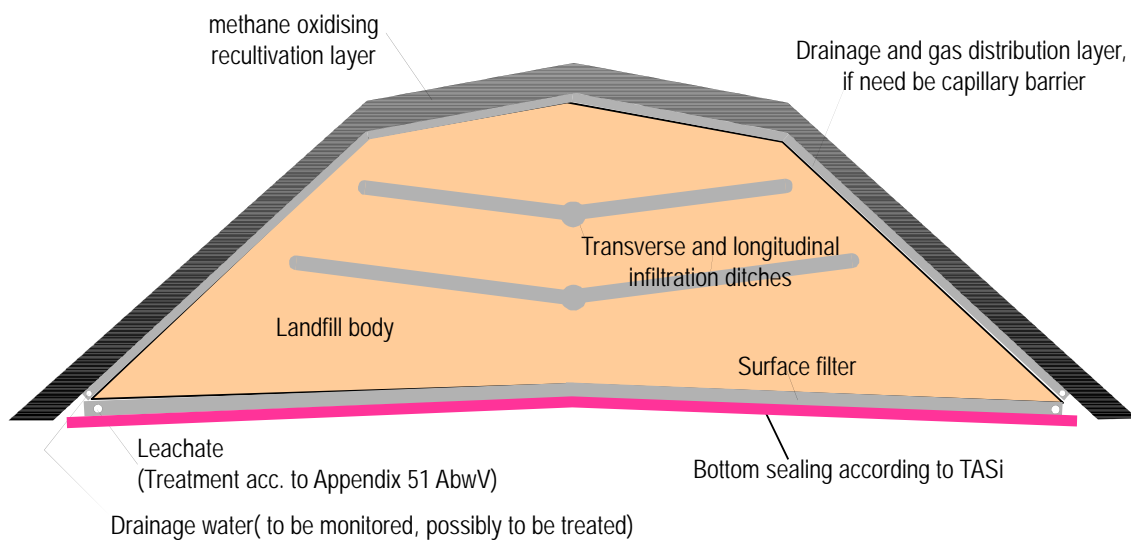 methane oxidising
recultivation layer
Drainage and gas distribution layer,
if need be capillary barrier
Transverse and longitudinal
infiltration ditches
Landfill body
Surface filter
Leachate
(Treatment acc. to Appendix 51 AbwV)
Bottom sealing according to TASi
Drainage water( to be monitored, possibly to be treated)